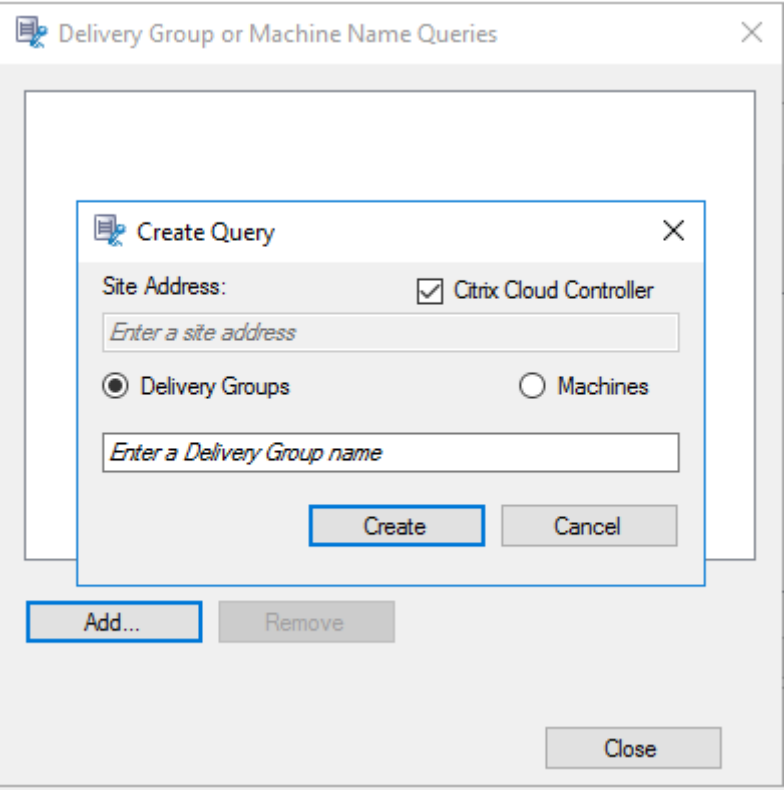 Delivery Group or Machine Name Queries
Create Query
Site Address: Citrix Cloud Controller
Enter a site address
Delivery Groups Machines
Enter a Delivery Group name
Create Cancel
Add... Remove
Close